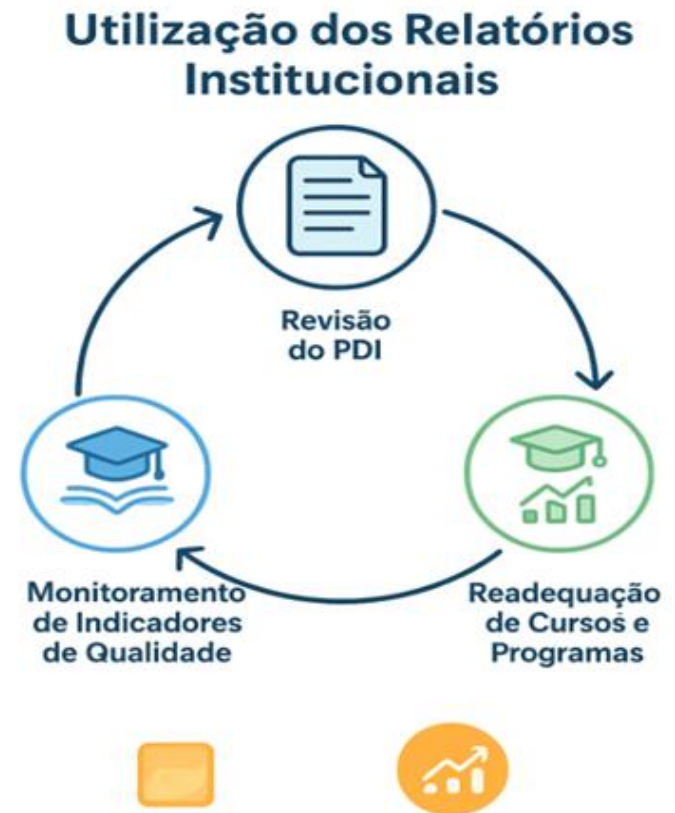 Utilização dos Relatórios
Institucionais
Revisão
do PDI
Monitoramento
de Indicadores
de Qualidade
Readequação
de Cursos e
Programas